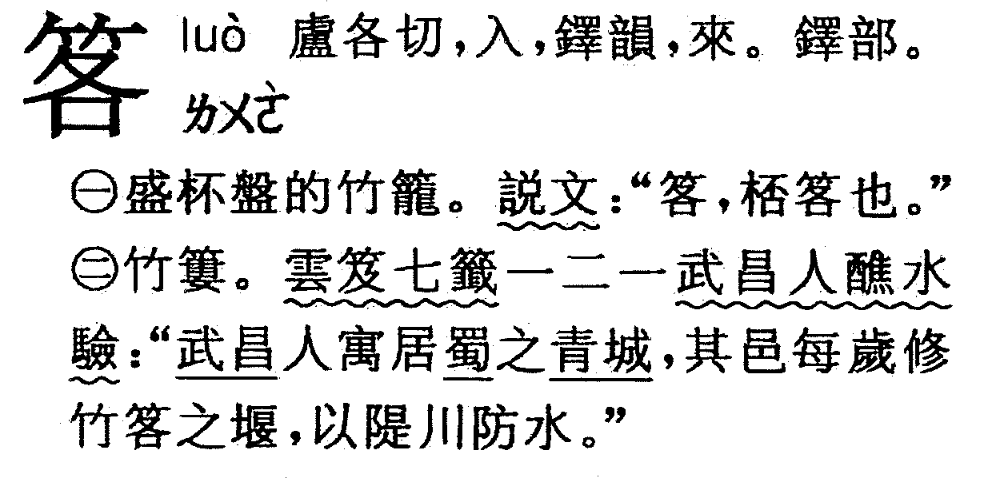 笿 luò 盧各切,入,鐸韻,來。鐸部。
ㄌㄨㄛˋ
㊀盛杯盤的竹籠。説文:“笿,桮笿也。”
㊁竹簍。雲笈七籤一二一武昌人醮水
驗:“武昌人寓居蜀之青城,其邑每歲修
竹笿之堰,以隄川防水。”